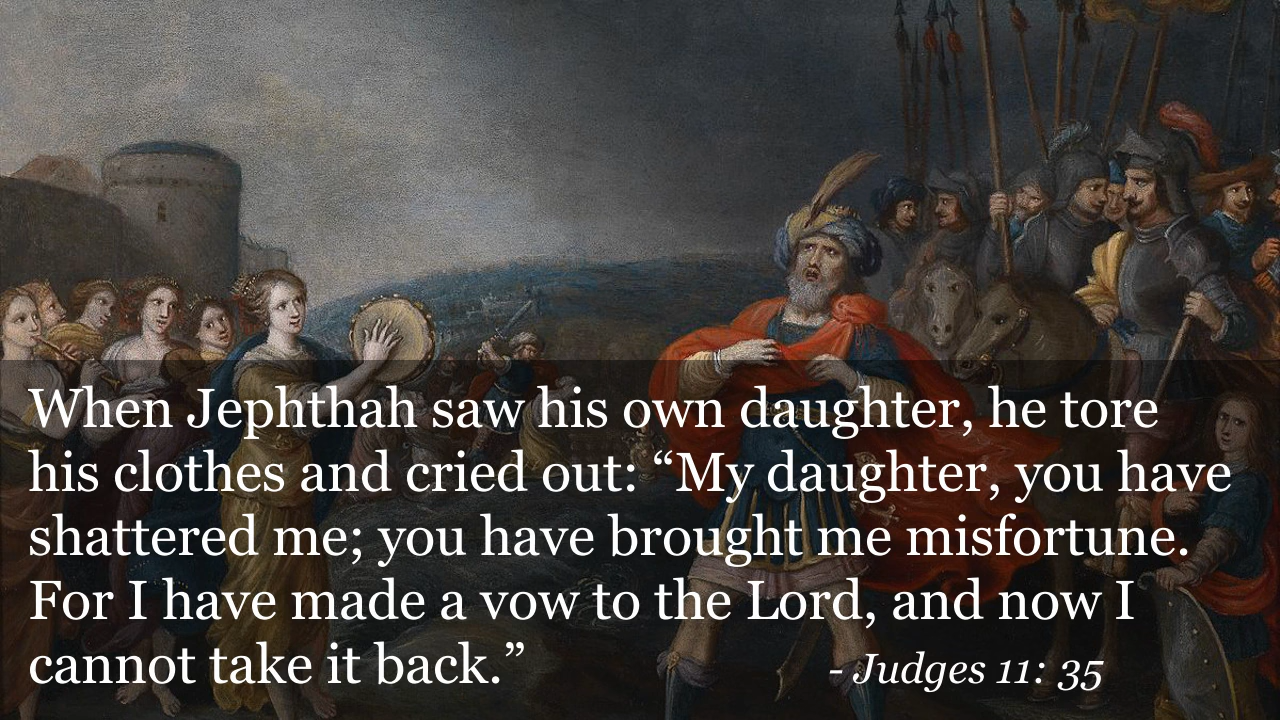 When Jephthah saw his own daughter, he tore
his clothes and cried out: “My daughter, you have
shattered me; you have brought me misfortune.
For I have made a vow to the Lord, and now I
cannot take it back.”
- Judges 11: 35